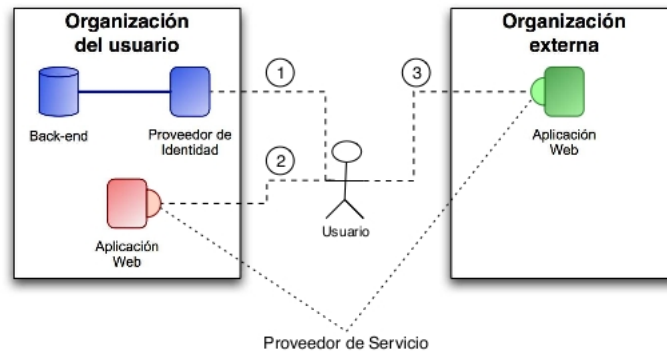 Organización
del usuario
Organización
externa
1
3
Back-end
Proveedor de
Identidad
Aplicación
Web
2
Usuario
Aplicación
Web
Proveedor de Servicio